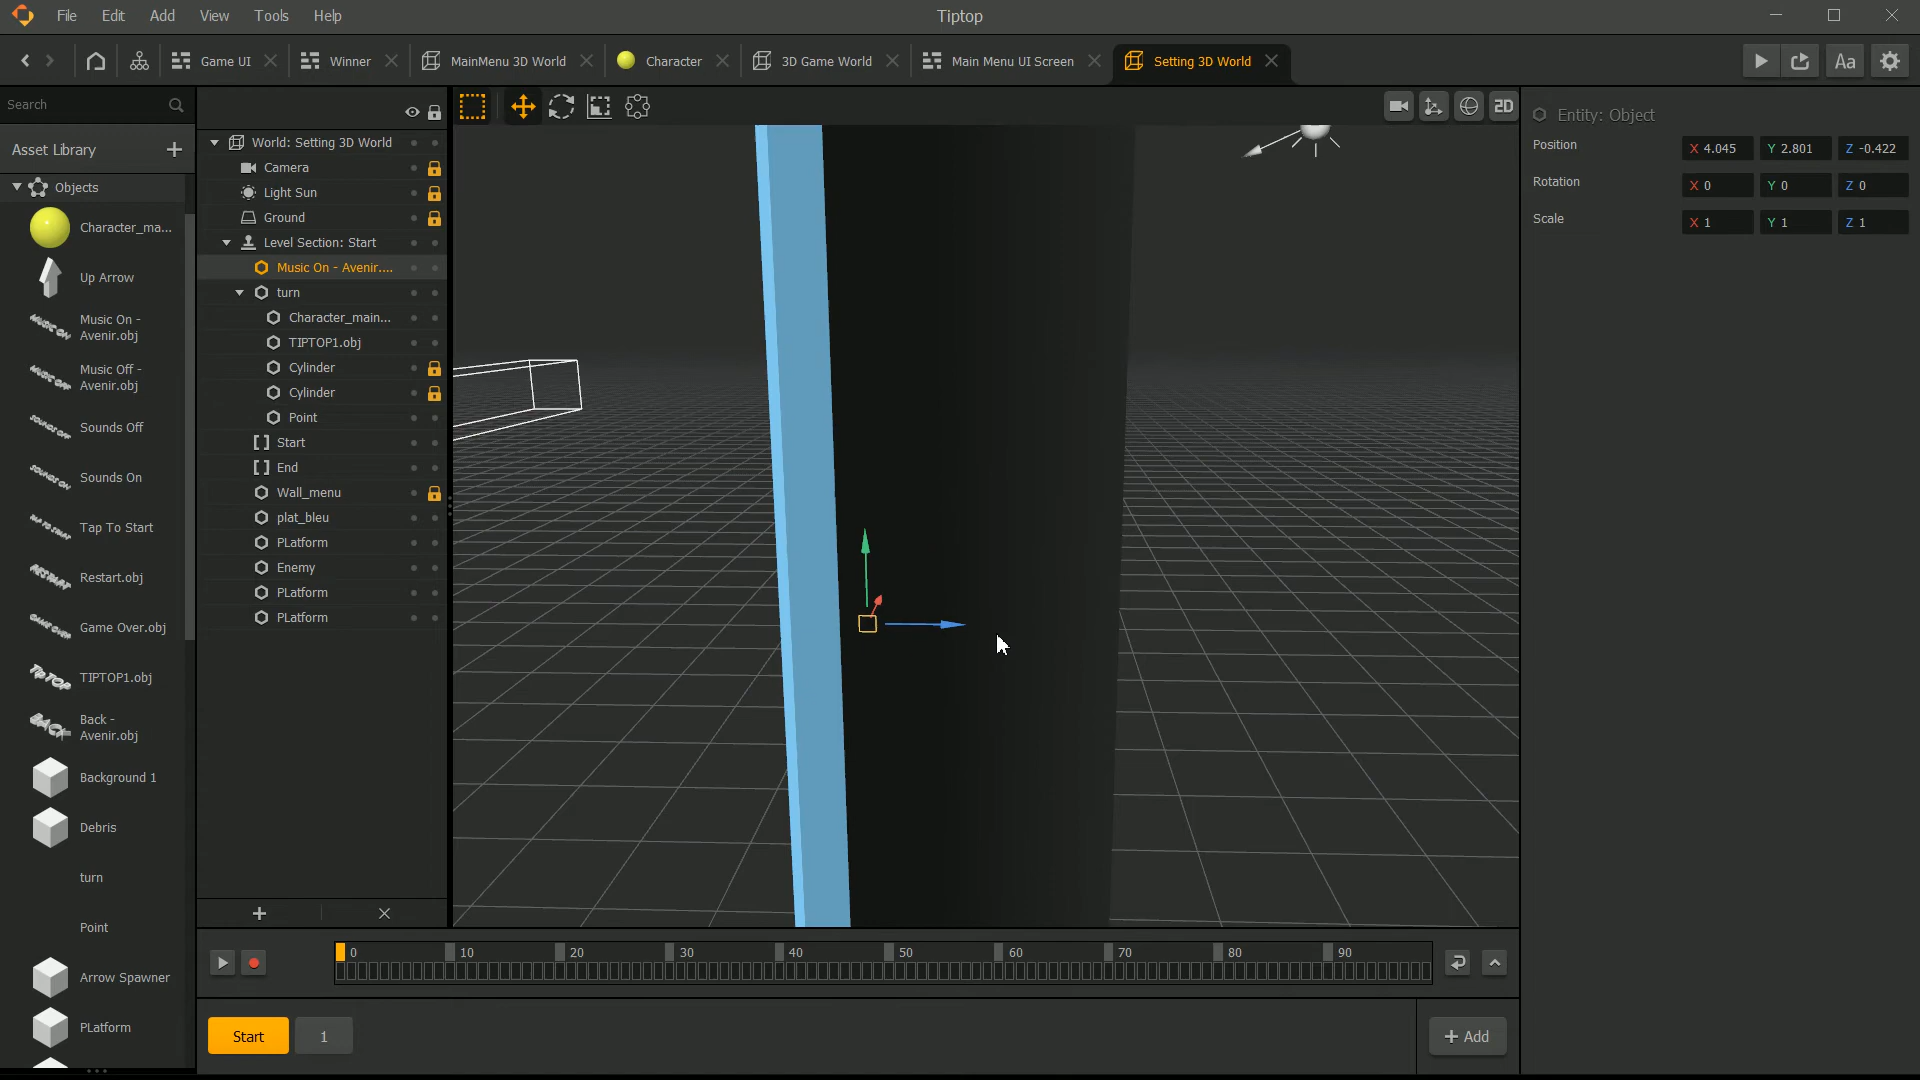 File Edit Add View Tools Help
Tiptop
Game UI
Winner
MainMenu 3D World
Character
3D Game World
Main Menu UI Screen
Setting 3D World
Aa
Search
Asset Library
Objects
Character_ma...
Up Arrow
Music On -
Avenir.obj
Music Off -
Avenir.obj
Sounds Off
Sounds On
Tap To Start
Restart.obj
Game Over.obj
TIPTOP1.obj
Back -
Avenir.obj
Background 1
Debris
turn
Point
Arrow Spawner
PLatform
World: Setting 3D World
Camera
Light Sun
Ground
Level Section: Start
Music On - Avenir....
turn
Character_main...
TIPTOP1.obj
Cylinder
Cylinder
Point
Start
End
Wall_menu
plat_bleu
PLatform
Enemy
PLatform
PLatform
2D
Entity: Object
Position X 4.045 Y 2.801 Z -0.422
Rotation X 0 Y 0 Z 0
Scale X 1 Y 1 Z 1
0 10 20 30 40 50 60 70 80 90
Start 1
+ Add